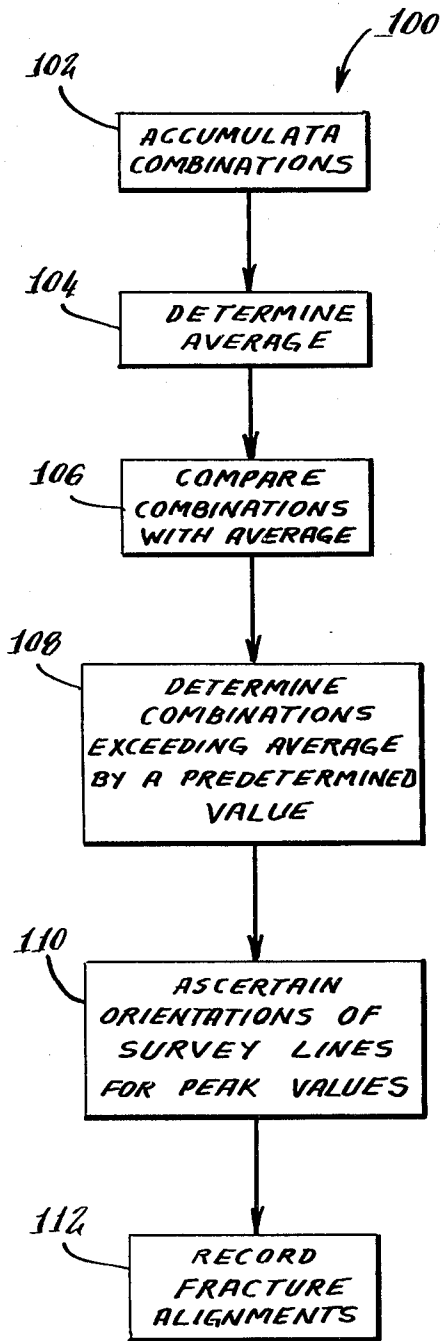 100
102
ACCUMULATA
COMBINATIONS
104
DETERMINE
AVERAGE
106
COMPARE
COMBINATIONS
WITH AVERAGE
108
DETERMINE
COMBINATIONS
EXCEEDING AVERAGE
BY A PREDETERMINED
VALUE
110
ASCERTAIN
ORIENTATIONS OF
SURVEY LINES
FOR PEAK VALUES
112
RECORD
FRACTURE
ALIGNMENTS